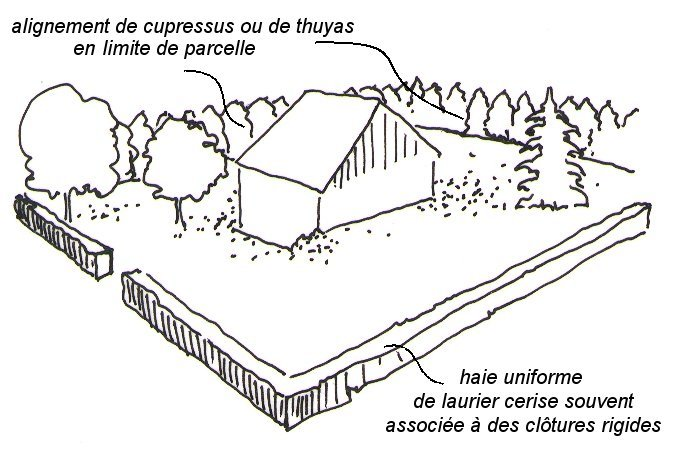 alignement de cupressus ou de thuyas
en limite de parcelle
haie uniforme
de laurier cerise souvent
associée à des clôtures rigides